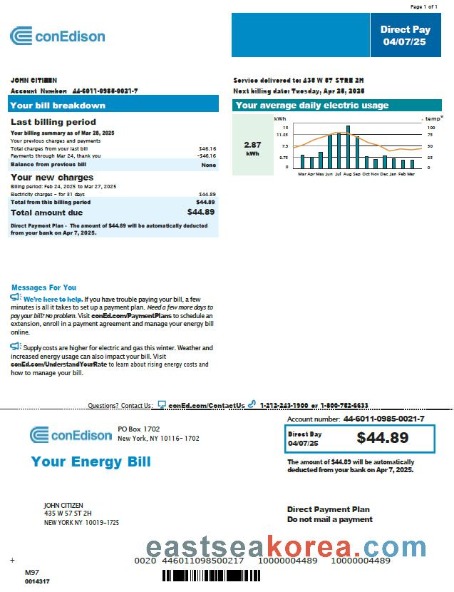 Page 1 of 1
conEdison
Direct Pay
04/07/25
JOHN CITIZEN
Account Number: 44-6011-0985-0021-7
Service delivered to: 435 W 57 STRE 2H
Next billing date: Tuesday, Apr 25, 2025
Your bill breakdown
Your average daily electric usage
Last billing period
Your billing summary as of Mar 28, 2025
Your previous charges and payments
Total charges from your last bill $46.16
Payments through Mar 24, thank you -$46.16
Balance from previous bill None
Your new charges
Billing period: Feb 24, 2025 to Mar 27, 2025
Electricity charges - for 31 days $44.89
Total from this billing period $44.89
Total amount due $44.89
Direct Payment Plan - The amount of $44.89 will be automatically
deducted from your bank on Apr 7, 2025.
kWh
temp°
2.87
kWh
100
75
50
25
0
Mar Apr May Jun Jul Aug Sep Oct Nov Dec Jan Feb Mar
Messages For You
We're here to help. If you have trouble paying your bill, a few
minutes is all it takes to set up a payment plan. Need a few more days to
pay your bill? No problem. Visit conEd.com/PaymentPlans to schedule an
extension, enroll in a payment agreement and manage your energy bill
online.
Supply costs are higher for electric and gas this winter. Weather and
increased energy usage can also impact your bill. Visit
conEd.com/UnderstandYourRate to learn about rising energy costs and
how to manage your bill.
Questions? Contact Us: conEd.com/ContactUs 1-212-243-1900 or 1-800-752-6633
conEdison
PO Box 1702
New York, NY 10116-1702
Account number: 44-6011-0985-0021-7
Direct Pay
04/07/25
$44.89
Your Energy Bill
The amount of $44.89 will be automatically
deducted from your bank on Apr 7, 2025.
JOHN CITIZEN
435 W 57 ST 2H
NEW YORK NY 10019-1725
Direct Payment Plan
Do not mail a payment
eastseakorea.com
0020 446011098500217 10000004489 10000004489
M97
0014317